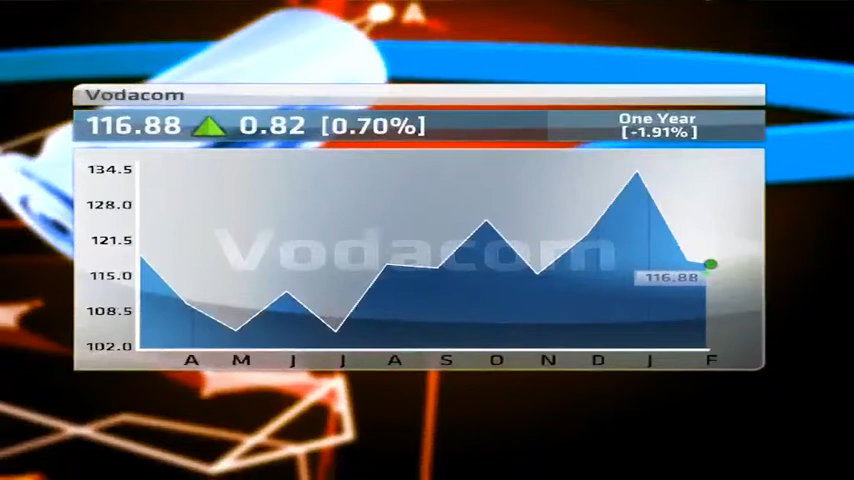 A
Vodacom
116.88 0.82 [0.70%]
One Year
[-1.91%]
134.5
128.0
121.5
115.0
108.5
102.0
Vodacom
116.88
A M J J A S O N D J F